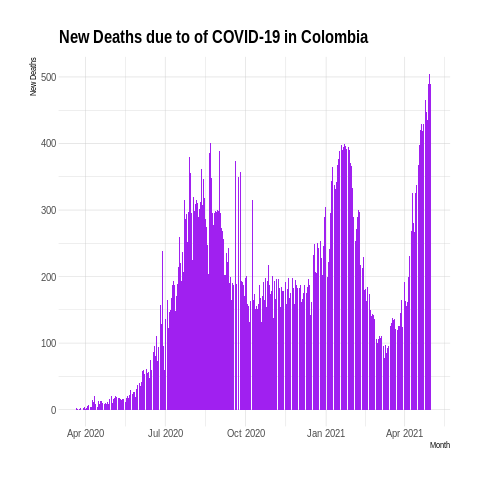 New Deaths due to of COVID-19 in Colombia
New Deaths
500
400
300
200
100
0
Apr 2020 Jul 2020 Oct 2020 Jan 2021 Apr 2021
Month